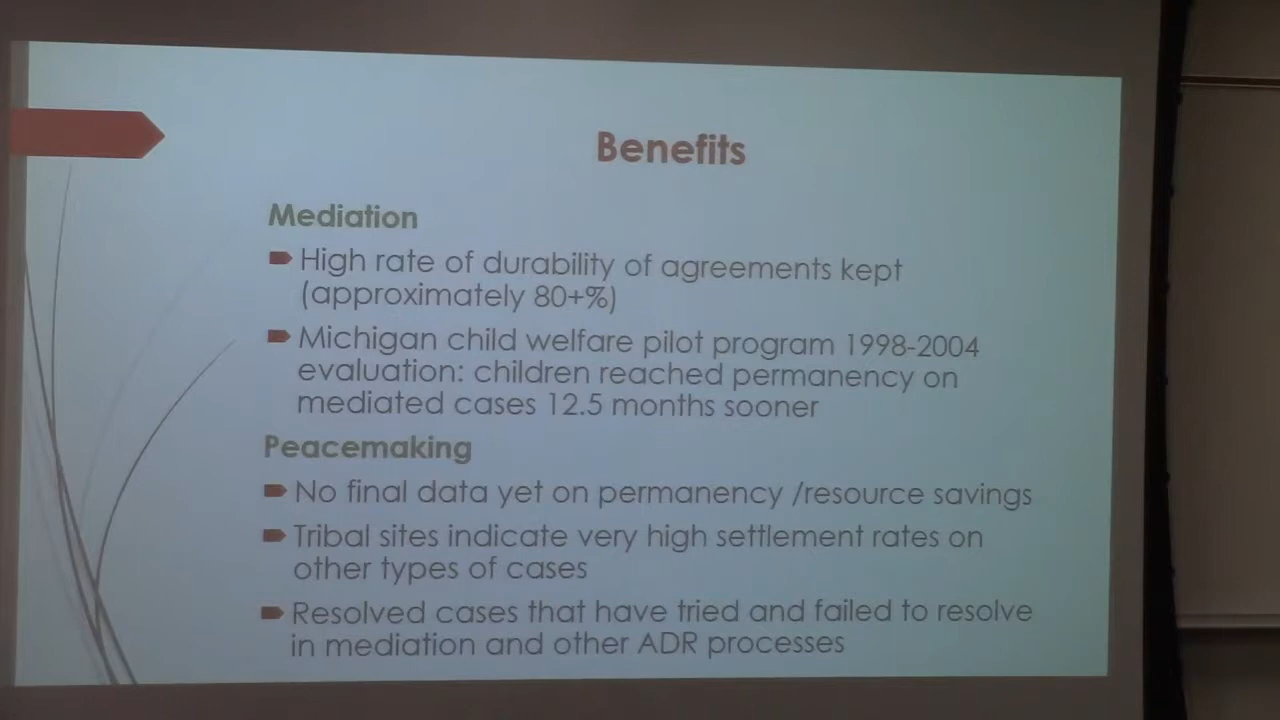 Benefits
Mediation
High rate of durability of agreements kept
(approximately 80+%)
Michigan child welfare pilot program 1998-2004
evaluation: children reached permanency on
mediated cases 12.5 months sooner
Peacemaking
No final data yet on permanency /resource savings
Tribal sites indicate very high settlement rates on
other types of cases
Resolved cases that have tried and failed to resolve
in mediation and other ADR processes